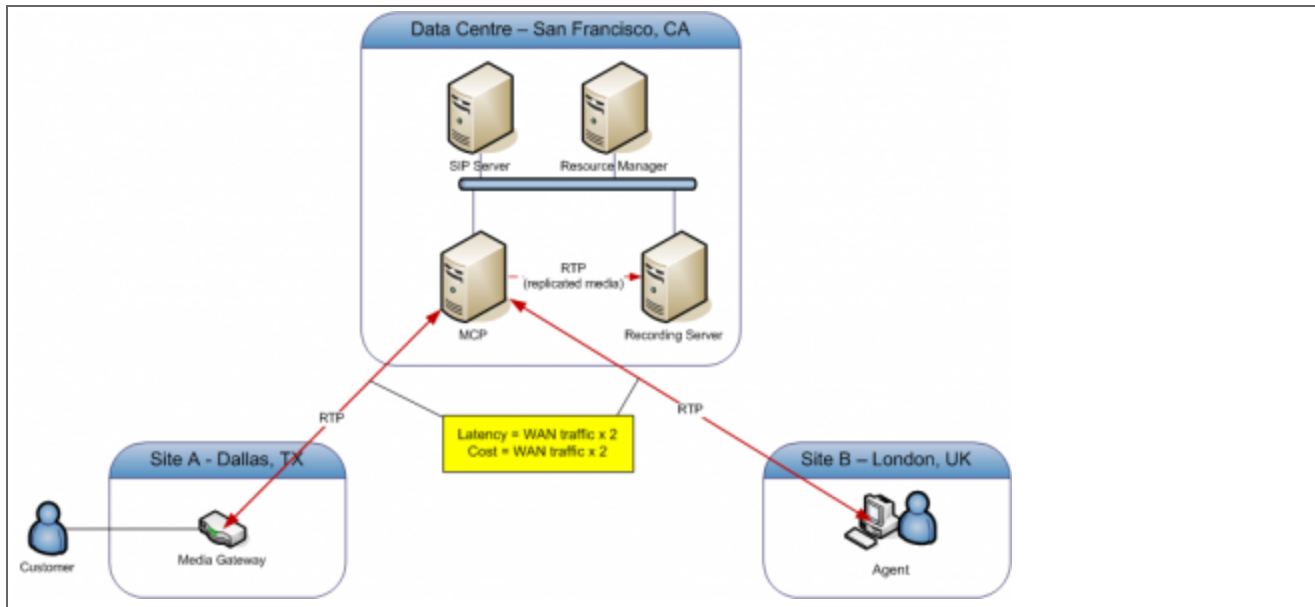 Data Centre – San Francisco, CA
SIP Server
Resource Manager
RTP
(replicated media)
MCP
Recording Server
RTP
RTP
Latency = WAN traffic x 2
Cost = WAN traffic x 2
Site A - Dallas, TX
Site B – London, UK
Customer
Media Gateway
Agent